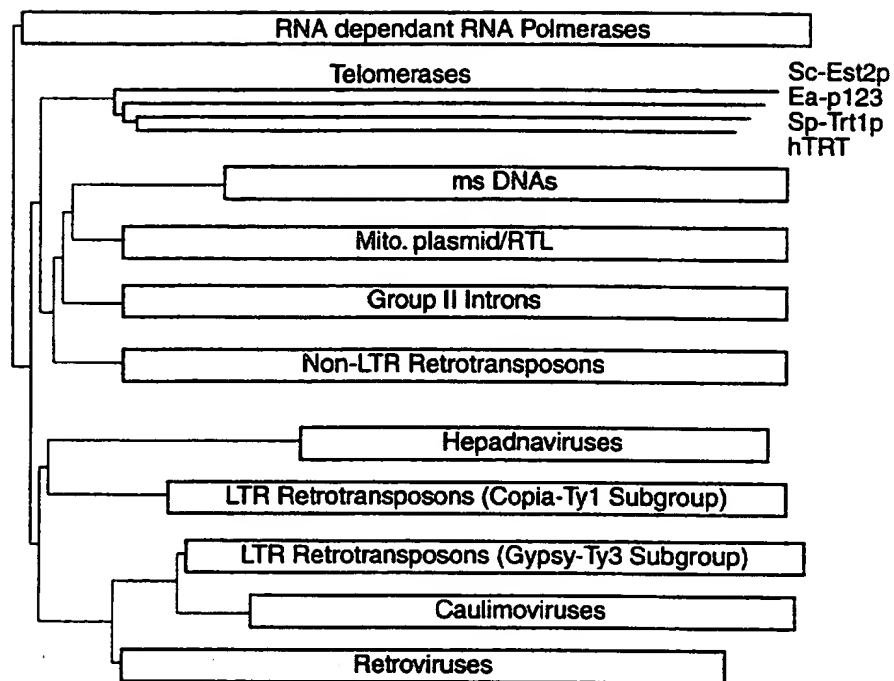 RNA dependant RNA Polmerases
Telomerases
Sc-Est2p
Ea-p123
Sp-Trt1p
hTRT
ms DNAs
Mito. plasmid/RTL
Group II Introns
Non-LTR Retrotransposons
Hepadnaviruses
LTR Retrotransposons (Copia-Ty1 Subgroup)
LTR Retrotransposons (Gypsy-Ty3 Subgroup)
Caulimoviruses
Retroviruses